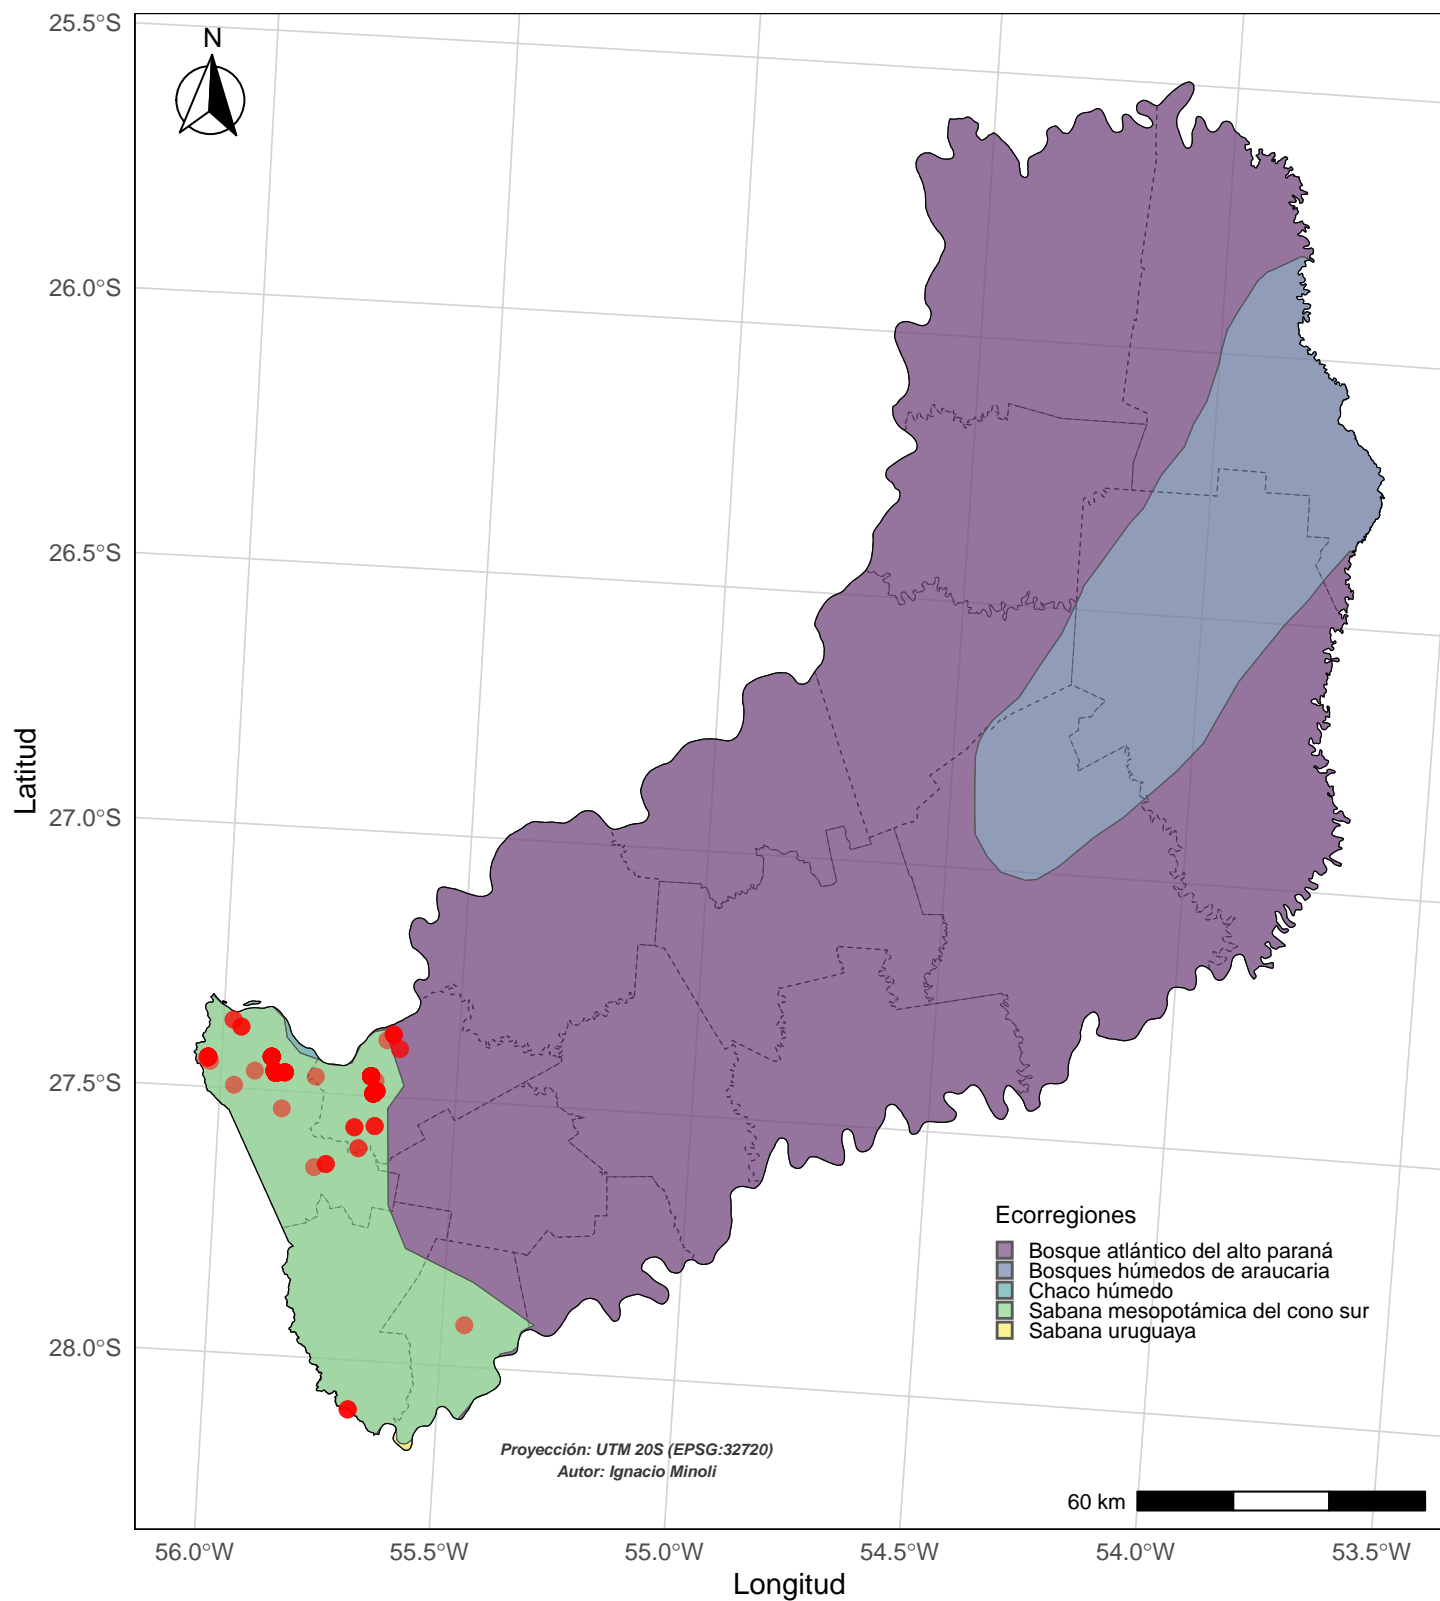 N
25.5°S
26.0°S
26.5°S
27.0°S
27.5°S
28.0°S
Latitud
Ecorregiones
Bosque atlántico del alto paraná
Bosques húmedos de araucaria
Chaco húmedo
Sabana mesopotámica del cono sur
Sabana uruguaya
Proyección: UTM 20S (EPSG:32720)
Autor: Ignacio Minoli
60 km
56.0°W 55.5°W 55.0°W 54.5°W 54.0°W 53.5°W
Longitud